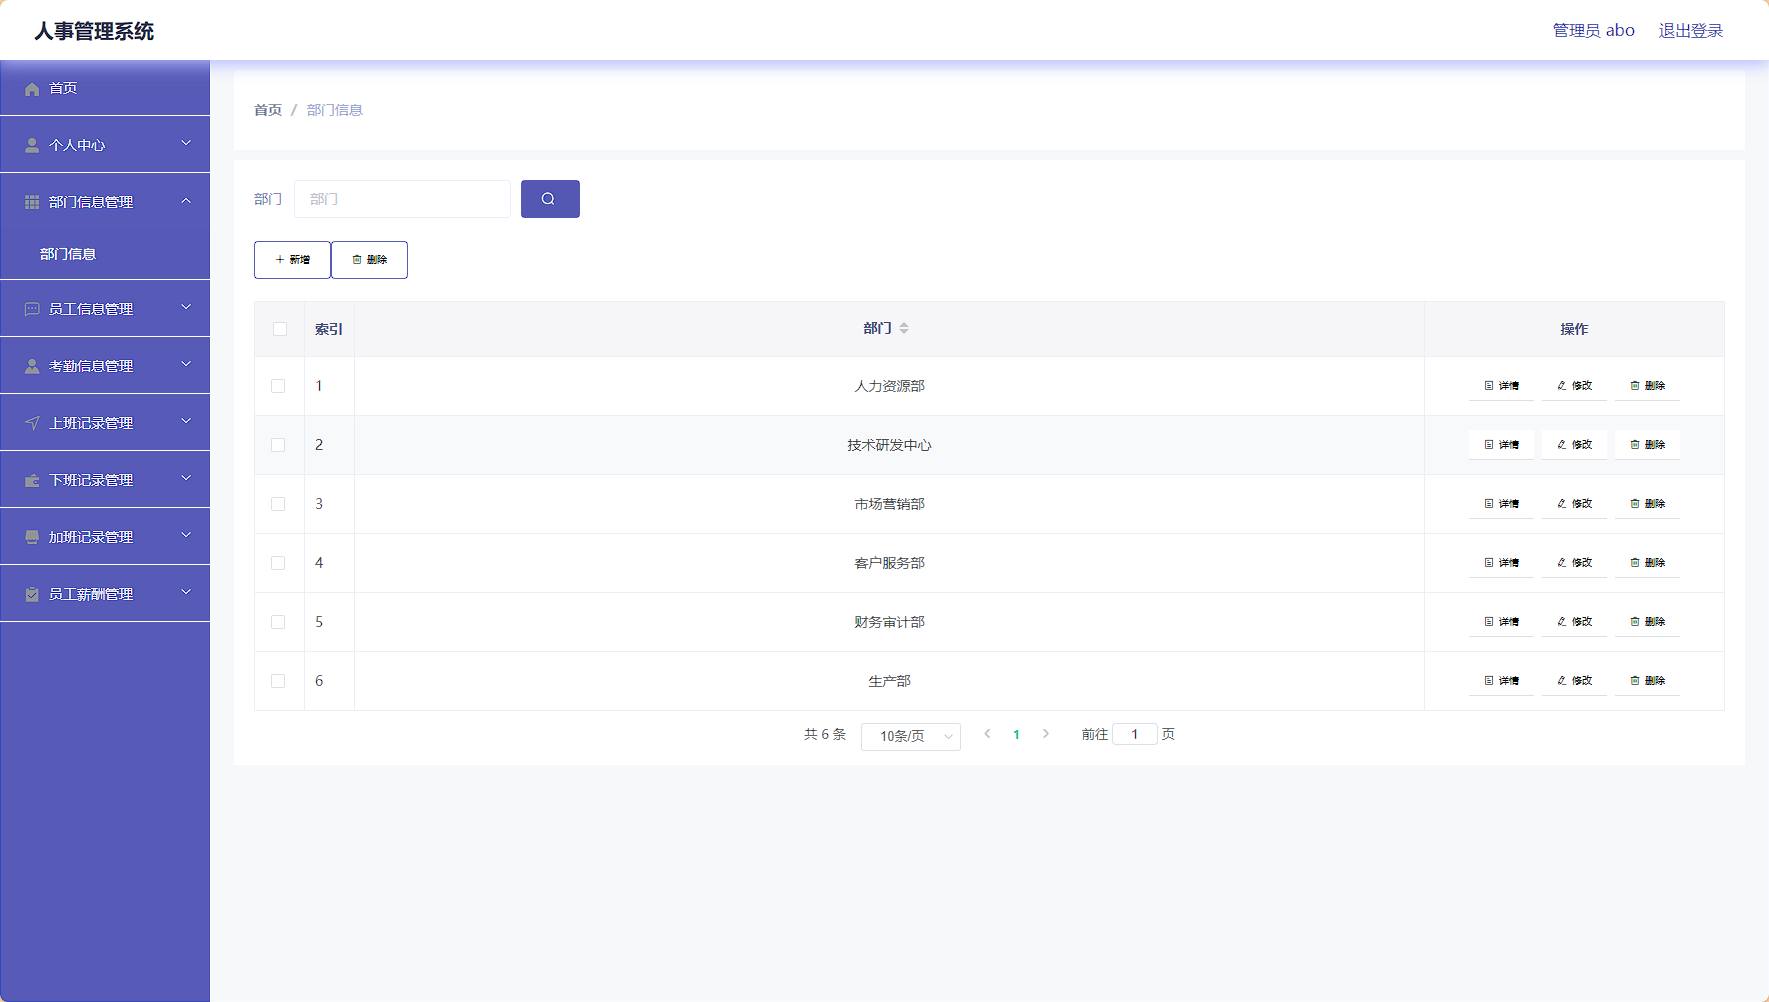 人事管理系统
管理员 abo 退出登录
首页
个人中心
部门信息管理
部门信息
员工信息管理
考勤信息管理
上班记录管理
下班记录管理
加班记录管理
员工薪酬管理
首页 / 部门信息
部门 部门
新增 删除
索引 部门 操作
1 人力资源部 详情 修改 删除
2 技术研发中心 详情 修改 删除
3 市场营销部 详情 修改 删除
4 客户服务部 详情 修改 删除
5 财务审计部 详情 修改 删除
6 生产部 详情 修改 删除
共 6 条 10条/页 1 前往 1 页